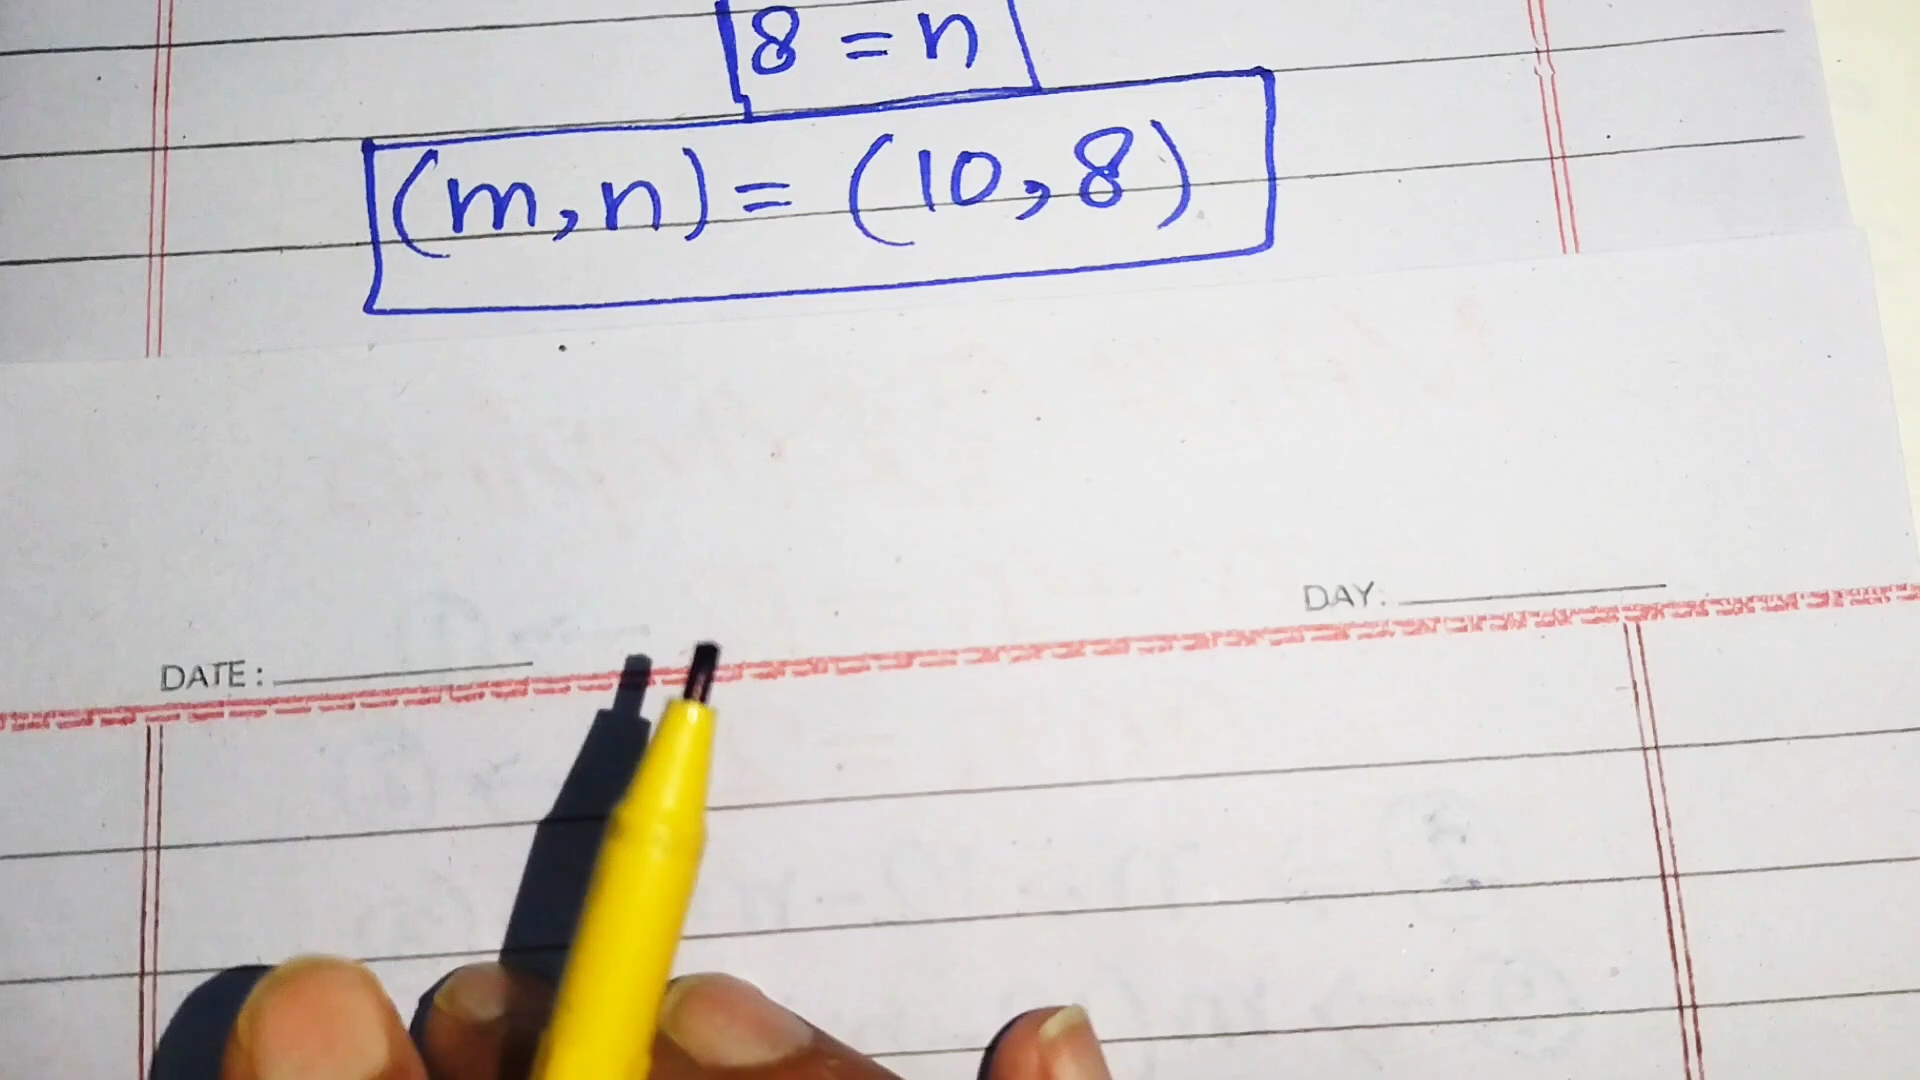 8 = n
(m,n) = (10,8)
DAY:
DATE: